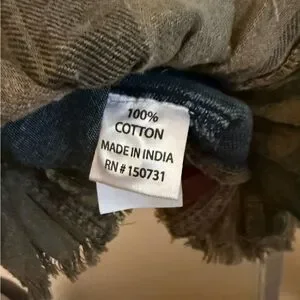 100%
COTTON
MADE IN INDIA
RN # 150731